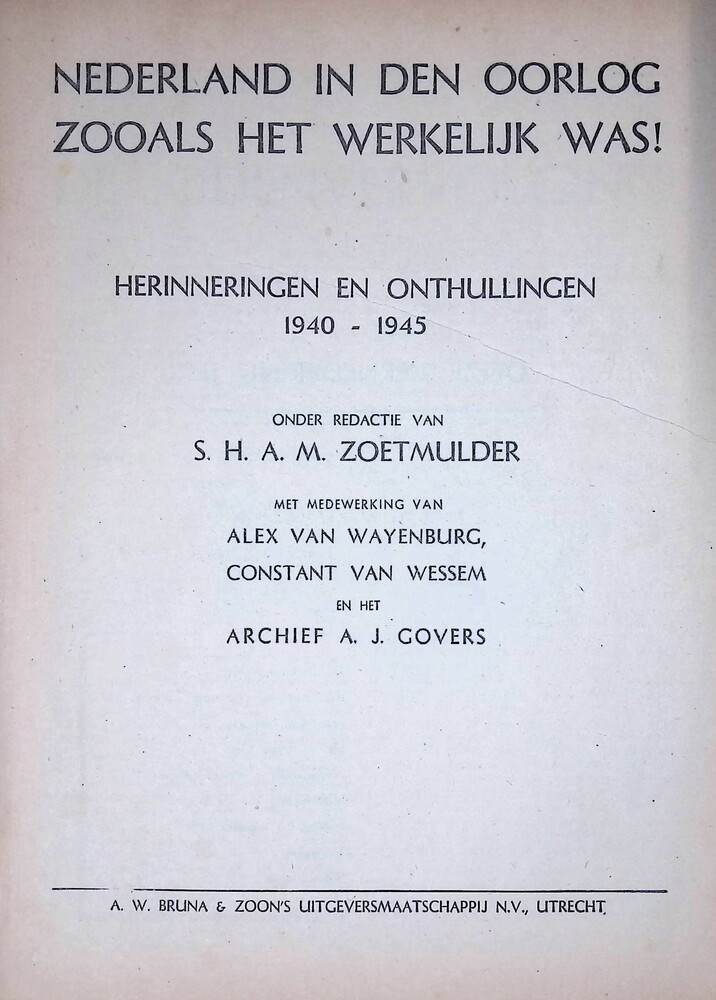 NEDERLAND IN DEN OORLOG
ZOOALS HET WERKELIJK WAS!
HERINNERINGEN EN ONTHULLINGEN
1940 - 1945
ONDER REDACTIE VAN
S. H. A. M. ZOETMULDER
MET MEDEWERKING VAN
ALEX VAN WAYENBURG,
CONSTANT VAN WESSEM
EN HET
ARCHIEF A. J. GOVERS
A. W. BRUNA & ZOON'S UITGEVERSMAATSCHAPPIJ N.V., UTRECHT